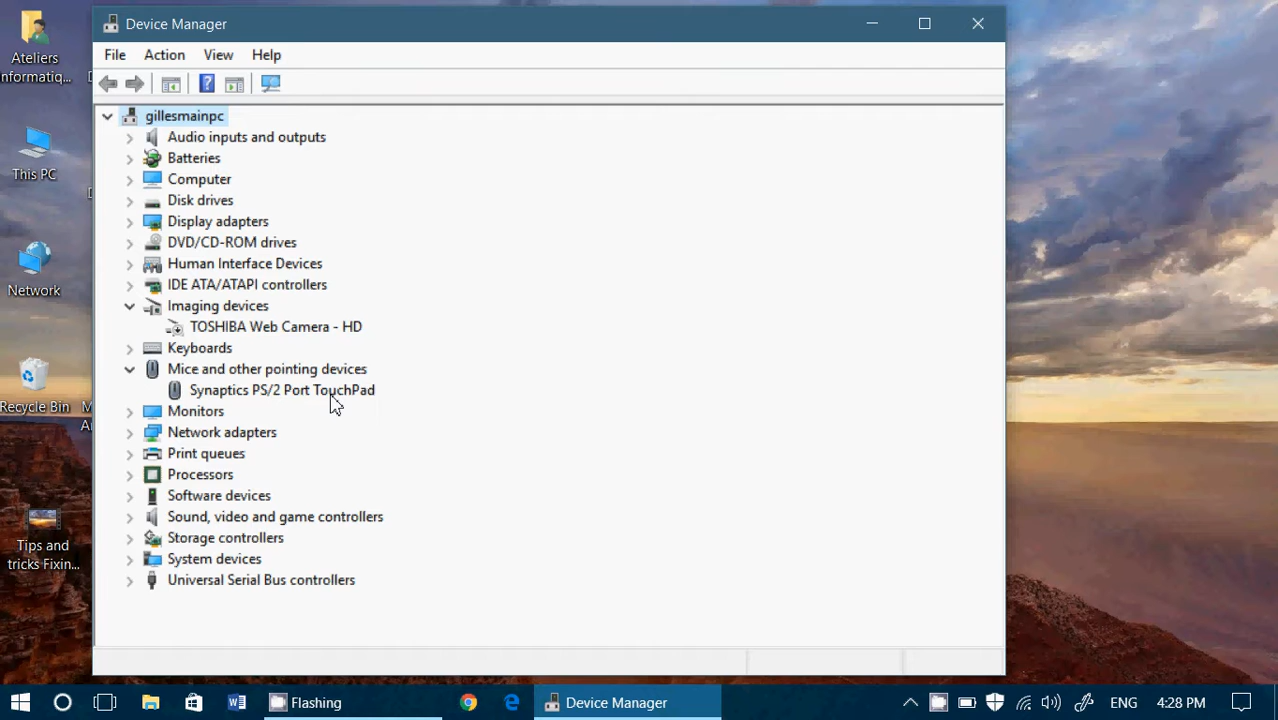 Device Manager
File Action View Help
gillesmainpc
Audio inputs and outputs
Batteries
Computer
Disk drives
Display adapters
DVD/CD-ROM drives
Human Interface Devices
IDE ATA/ATAPI controllers
Imaging devices
TOSHIBA Web Camera - HD
Keyboards
Mice and other pointing devices
Synaptics PS/2 Port TouchPad
Monitors
Network adapters
Print queues
Processors
Software devices
Sound, video and game controllers
Storage controllers
System devices
Universal Serial Bus controllers
Ateliers
Informatiq...
This PC
Network
Recycle Bin
Tips and
tricks Fixin...
Flashing
Device Manager
ENG
4:28 PM